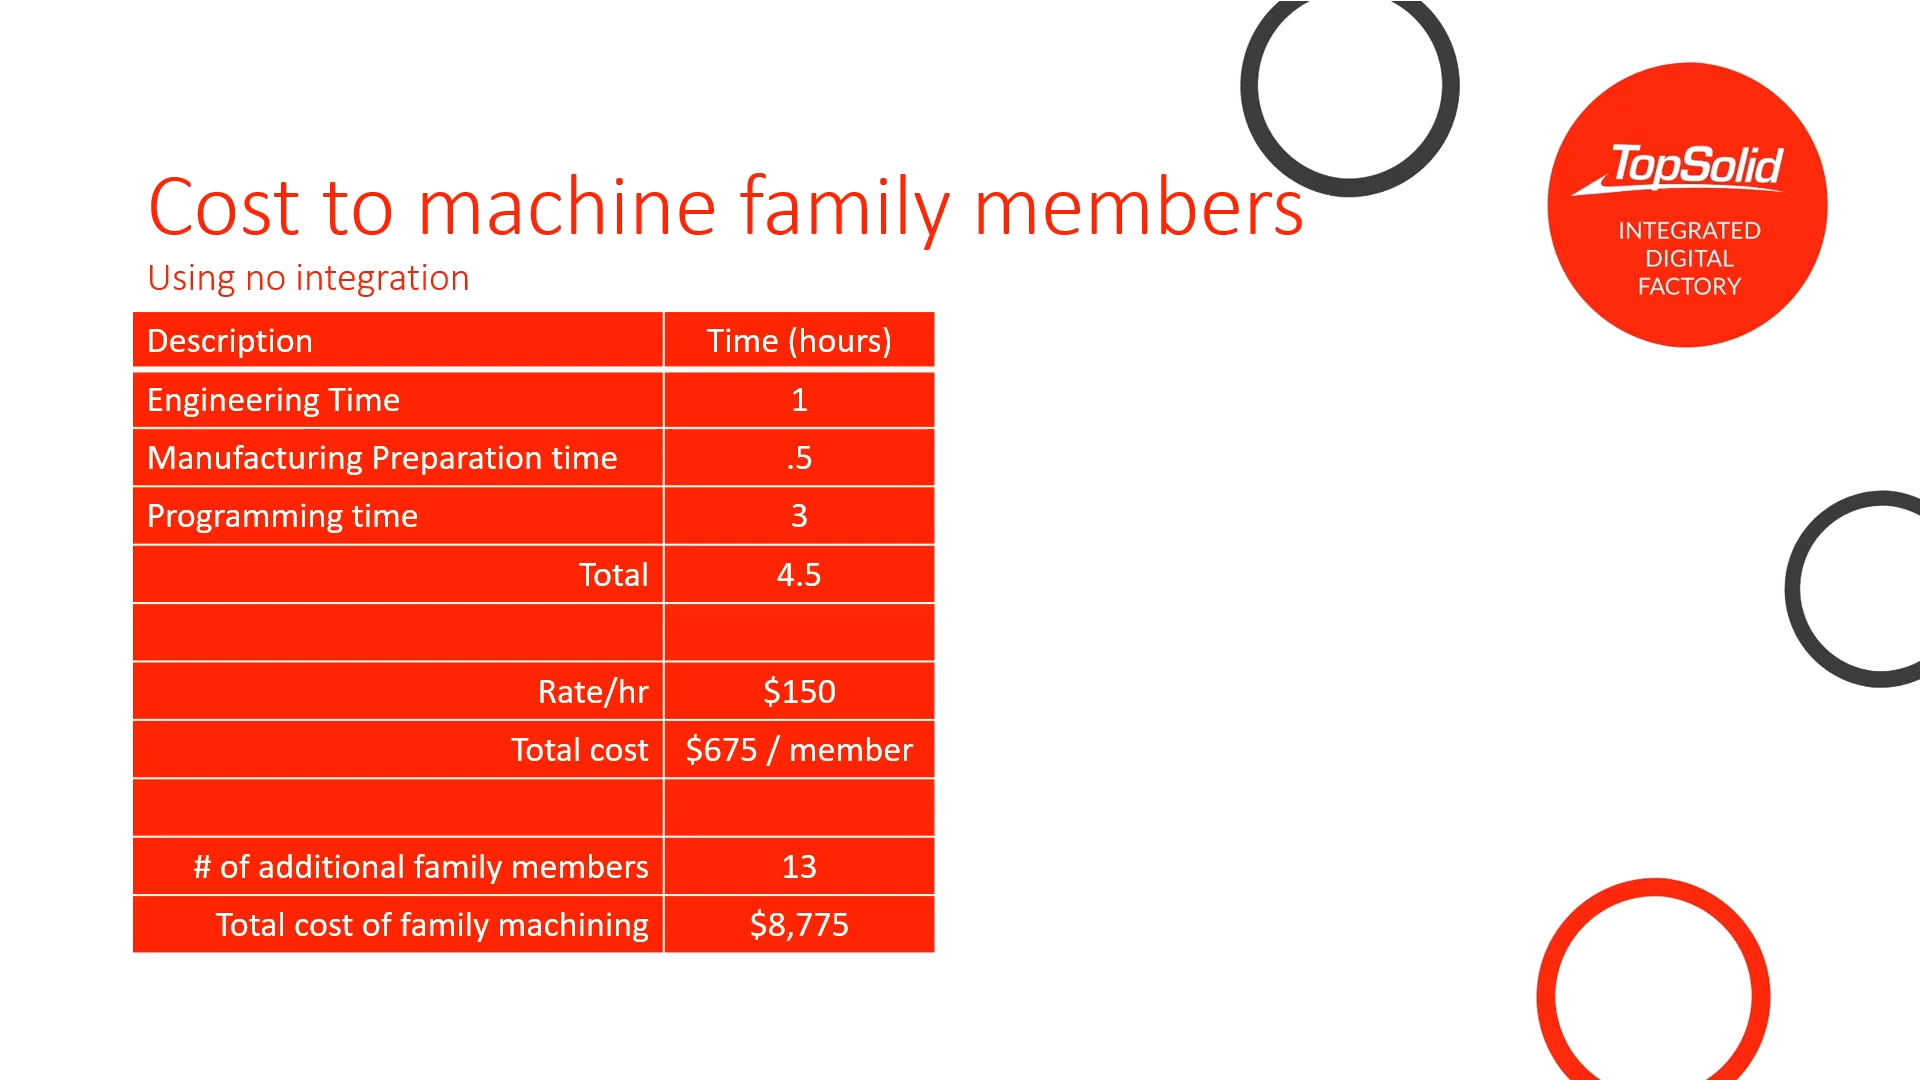 Cost to machine family members
Using no integration
TopSolid
INTEGRATED
DIGITAL
FACTORY
Description Time (hours)
Engineering Time 1
Manufacturing Preparation time .5
Programming time 3
Total 4.5
Rate/hr $150
Total cost $675 / member
# of additional family members 13
Total cost of family machining $8,775